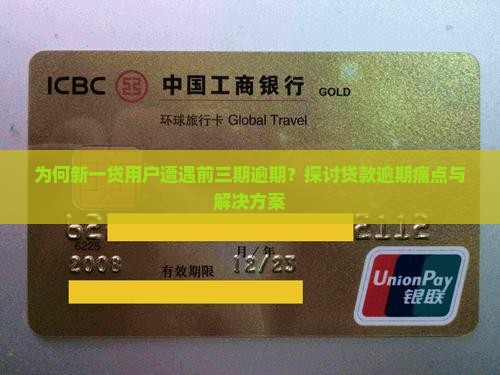 ICBC 中国工商银行 GOLD
环球旅行卡 Global Travel
为何新一贷用户遭遇前三期逾期？探讨贷款逾期痛点与
解决方案
62 2112
6225
月/年
2008 有效期限 12/23
UnionPay
银联